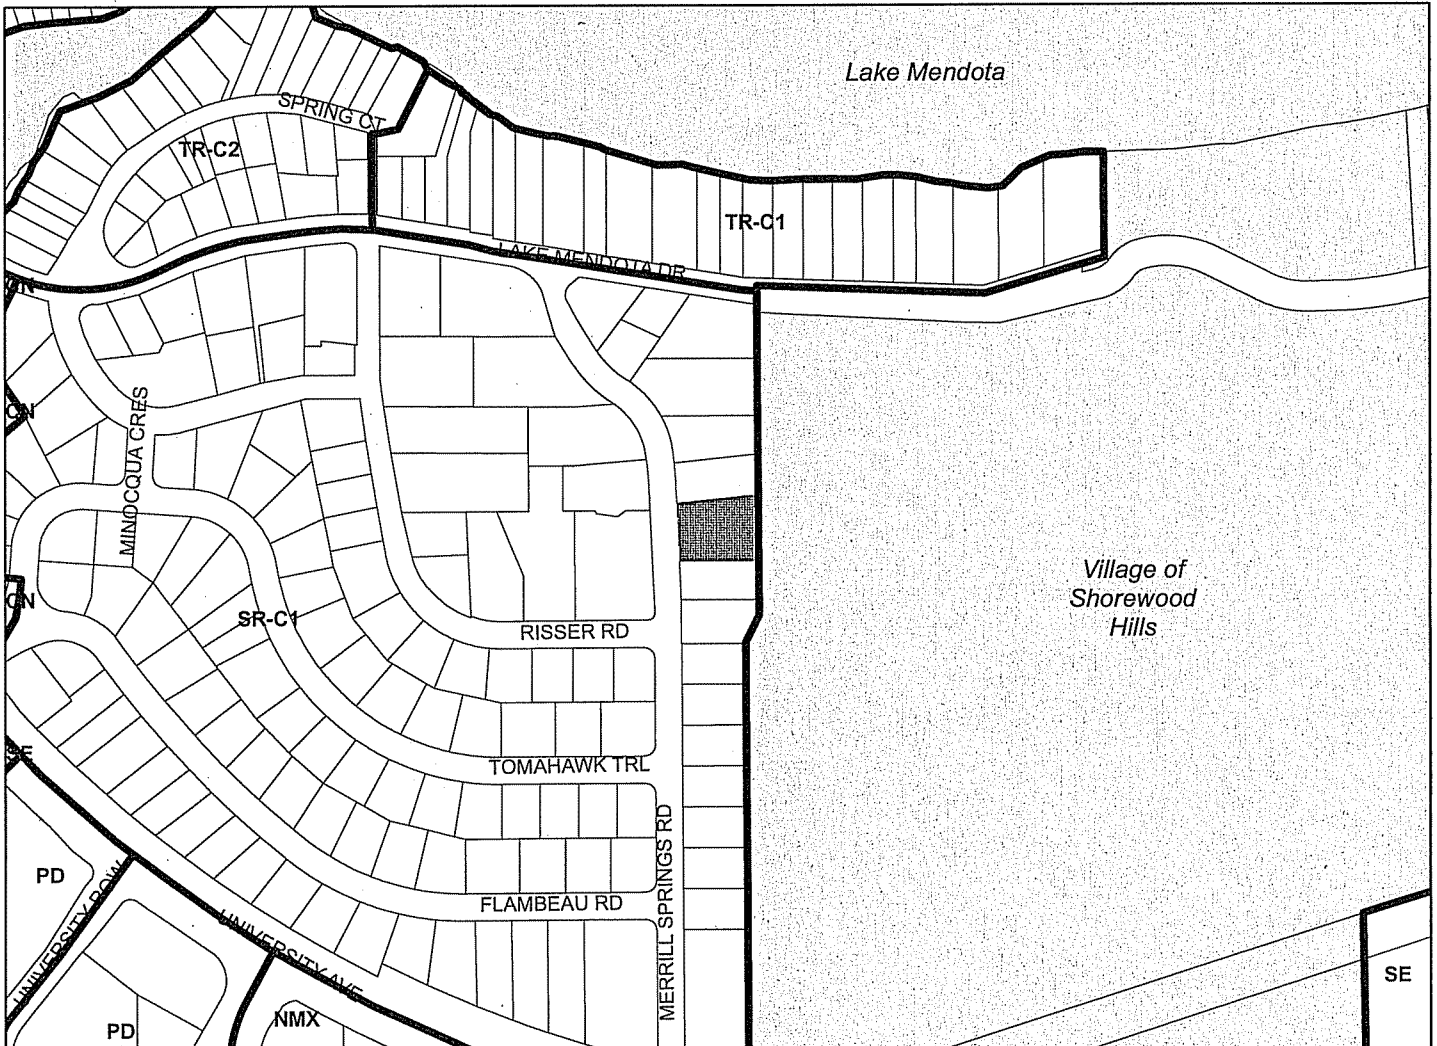 Lake Mendota
SPRING CT
TR-C2
TR-C1
LAKE MENDOTA DR
CN
MINOCQUA CRES
CN
Village of
Shorewood
Hills
CN
SR-C1
RISSER RD
SE
TOMAHAWK TRL
MERRILL SPRINGS RD
PD
UNIVERSITY ROW
FLAMBEAU RD
UNIVERSITY AVE
SE
NMX
PD